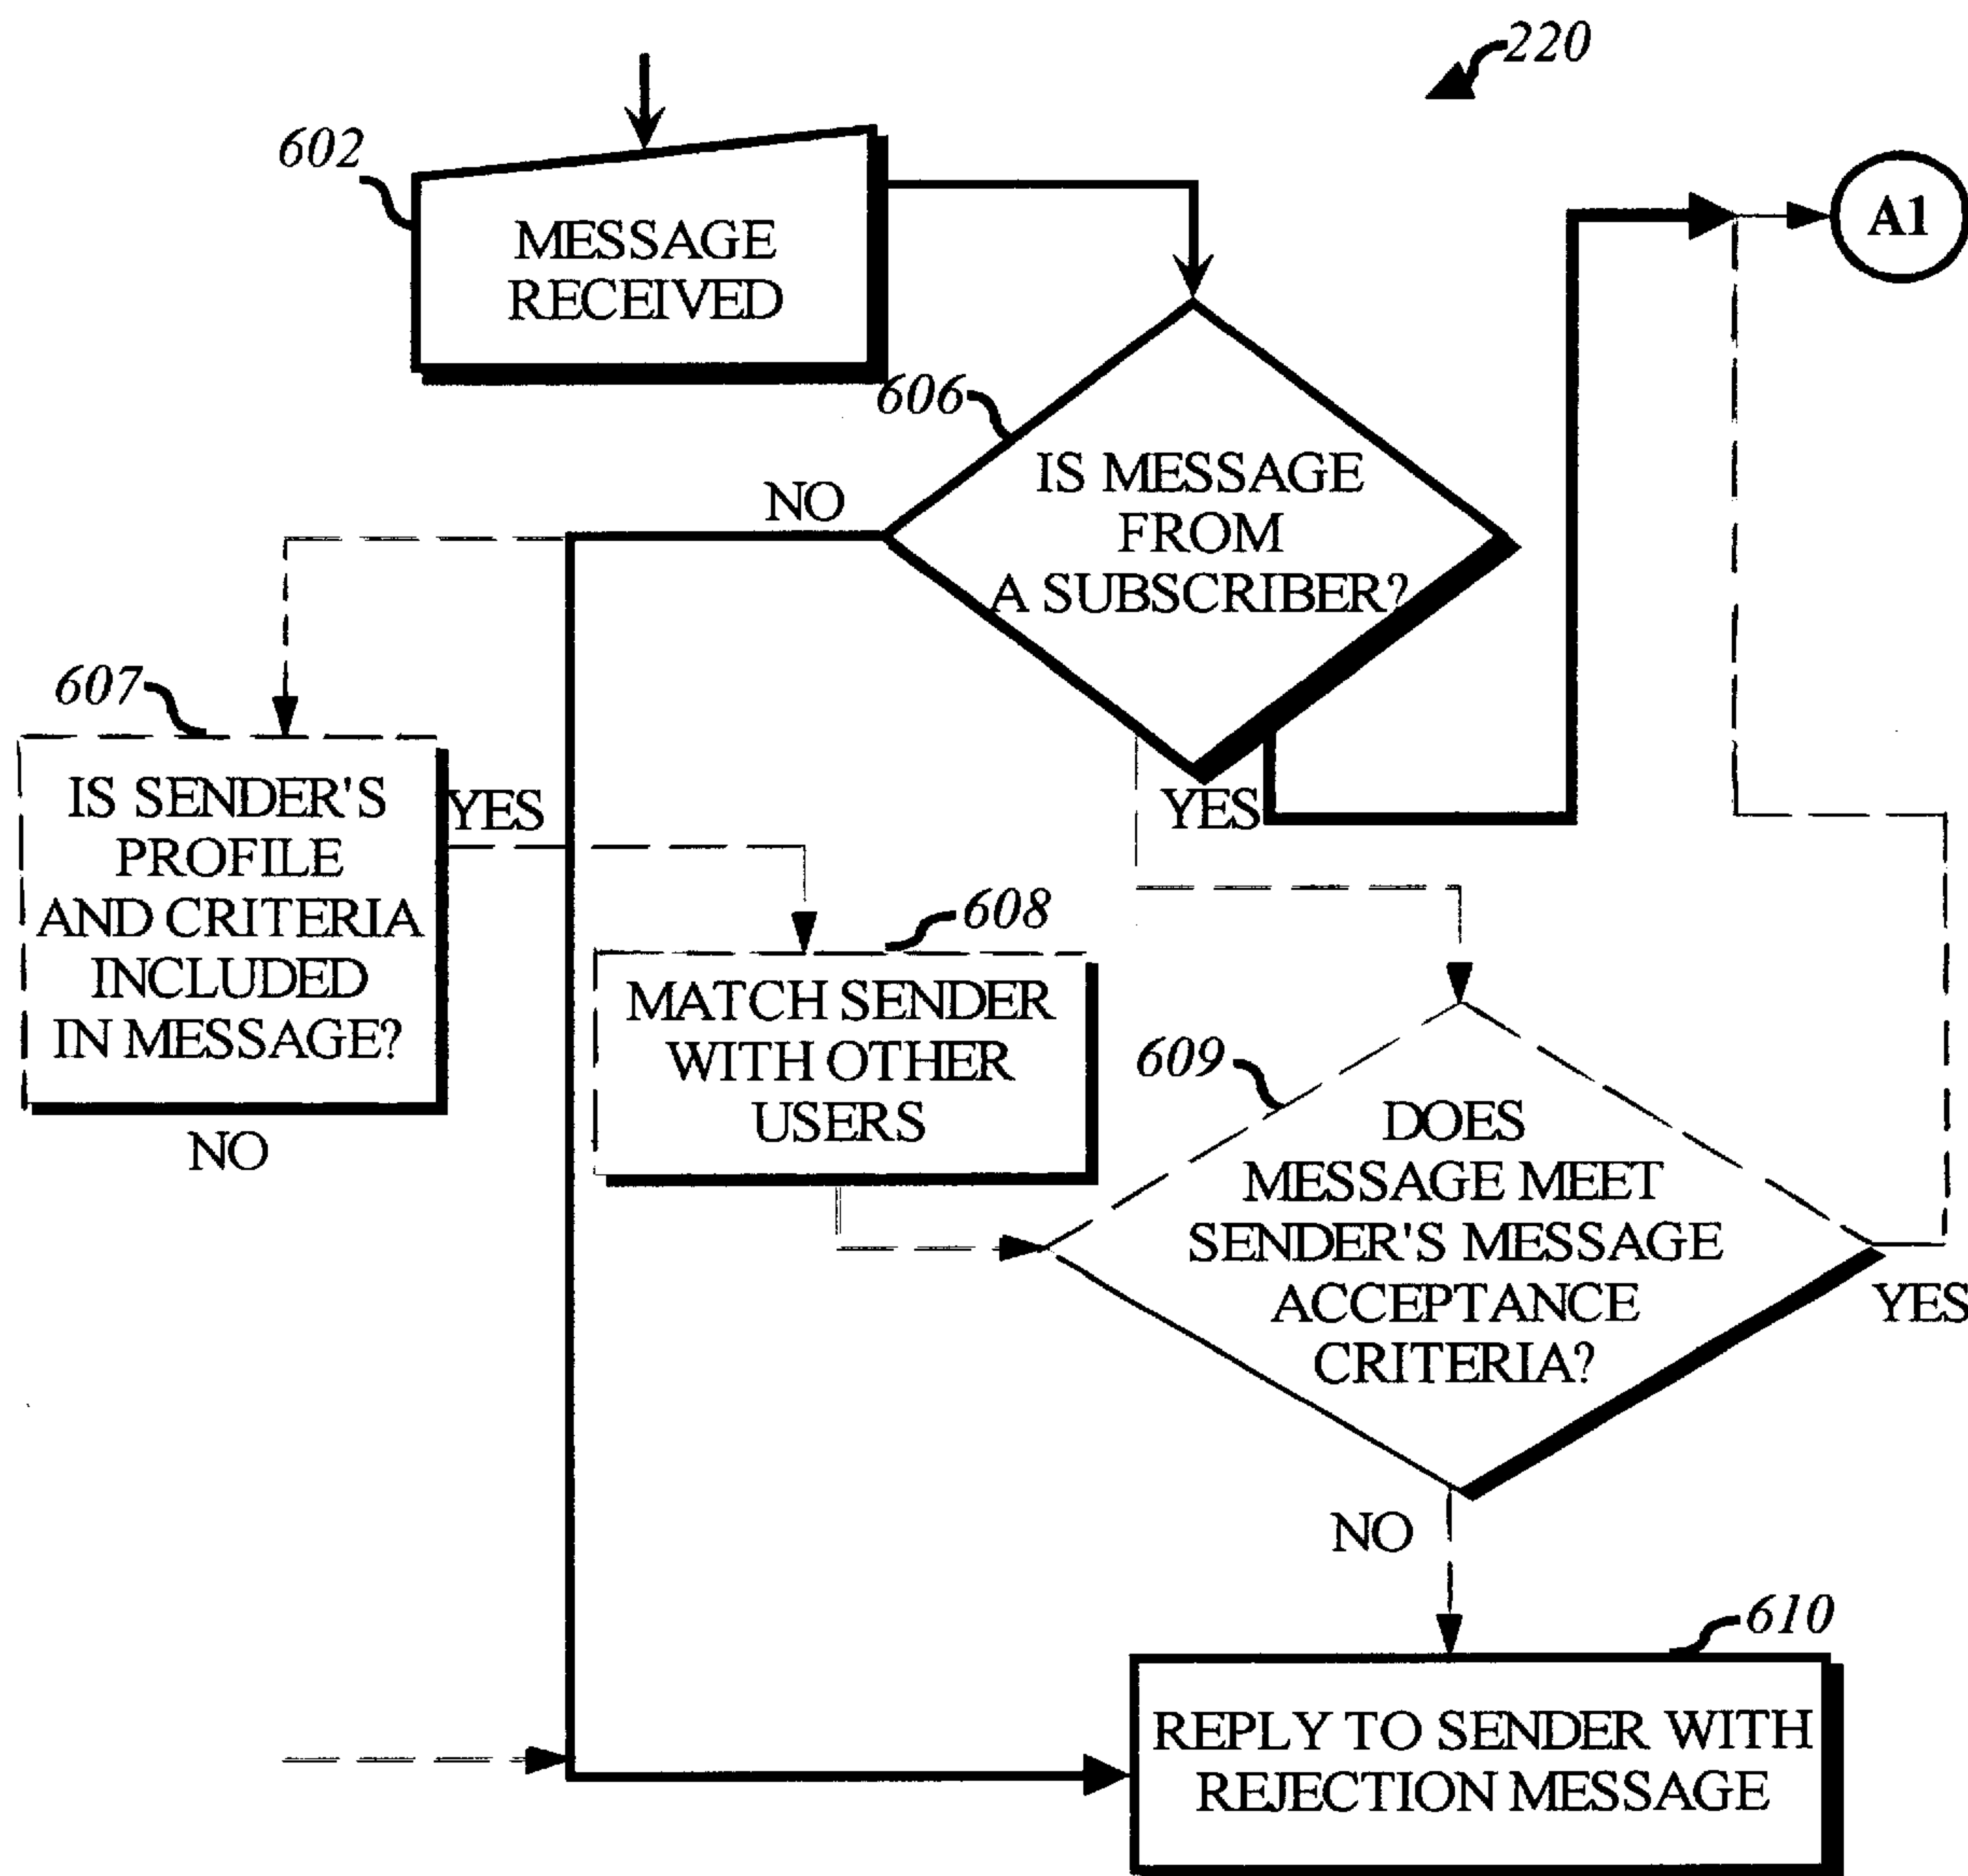 220
602
MESSAGE
RECEIVED
A1
606
IS MESSAGE
FROM
A SUBSCRIBER?
NO
YES
607
IS SENDER'S
PROFILE
AND CRITERIA
INCLUDED
IN MESSAGE?
YES
NO
608
MATCH SENDER
WITH OTHER
USERS
609
DOES
MESSAGE MEET
SENDER'S MESSAGE
ACCEPTANCE
CRITERIA?
YES
NO
610
REPLY TO SENDER WITH
REJECTION MESSAGE